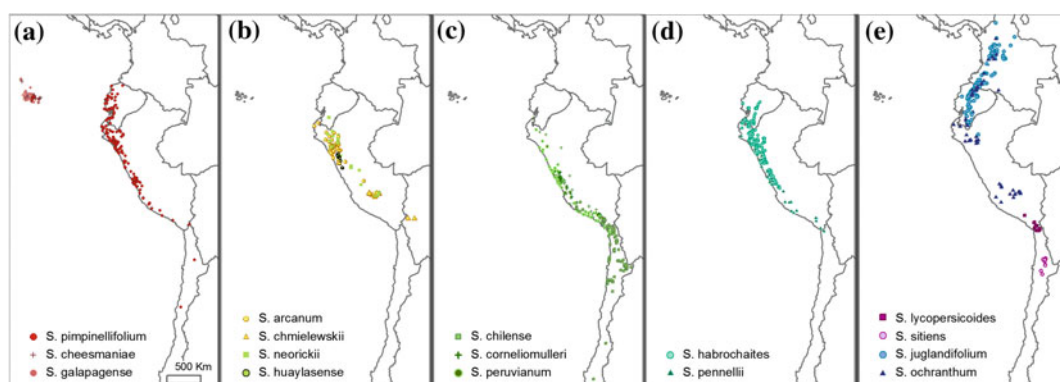 (a)
S. pimpinellifolium
S. cheesmaniae
S. galapagense
500 Km
(b)
S. arcanum
S. chmielewskii
S. neorickii
S. huaylasense
(c)
S. chilense
S. corneliomulleri
S. peruvianum
(d)
S. habrochaites
S. pennellii
(e)
S. lycopersicoides
S. sitiens
S. juglandifolium
S. ochranthum